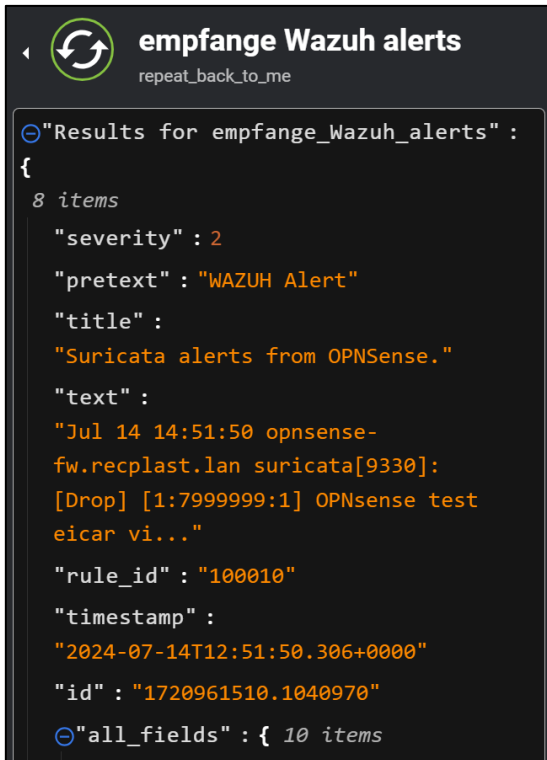 empfange Wazuh alerts
repeat_back_to_me
"Results for empfange_Wazuh_alerts" :
{
8 items
"severity" : 2
"pretext" : "WAZUH Alert"
"title" :
"Suricata alerts from OPNSense."
"text" :
"Jul 14 14:51:50 opnsense-
fw.recplast.lan suricata[9330]:
[Drop] [1:7999999:1] OPNsense test
eicar vi..."
"rule_id" : "100010"
"timestamp" :
"2024-07-14T12:51:50.306+0000"
"id" : "1720961510.1040970"
"all_fields" : { 10 items